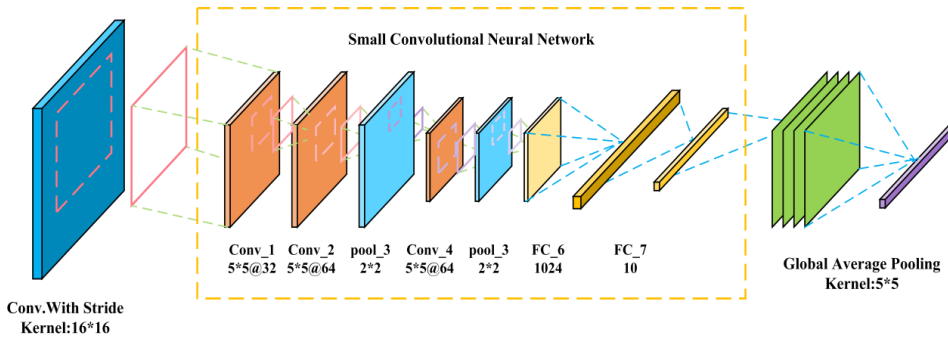 Small Convolutional Neural Network
Conv_1
5*5@32
Conv_2
5*5@64
pool_3
2*2
Conv_4
5*5@64
pool_3
2*2
FC_6
1024
FC_7
10
Conv.With Stride
Kernel:16*16
Global Average Pooling
Kernel:5*5